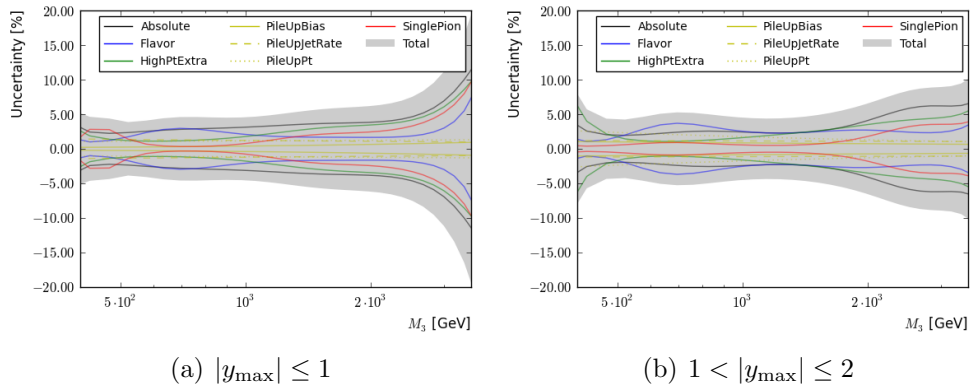 Uncertainty [%]
20.00
15.00
10.00
5.00
0.00
−5.00
−10.00
−15.00
−20.00
Absolute
Flavor
HighPtExtra
PileUpBias
PileUpJetRate
PileUpPt
SinglePion
Total
5·10²
10³
2·10³
M₃ [GeV]
(a) |y_max| ≤ 1
Uncertainty [%]
20.00
15.00
10.00
5.00
0.00
−5.00
−10.00
−15.00
−20.00
Absolute
Flavor
HighPtExtra
PileUpBias
PileUpJetRate
PileUpPt
SinglePion
Total
5·10²
10³
2·10³
M₃ [GeV]
(b) 1 < |y_max| ≤ 2